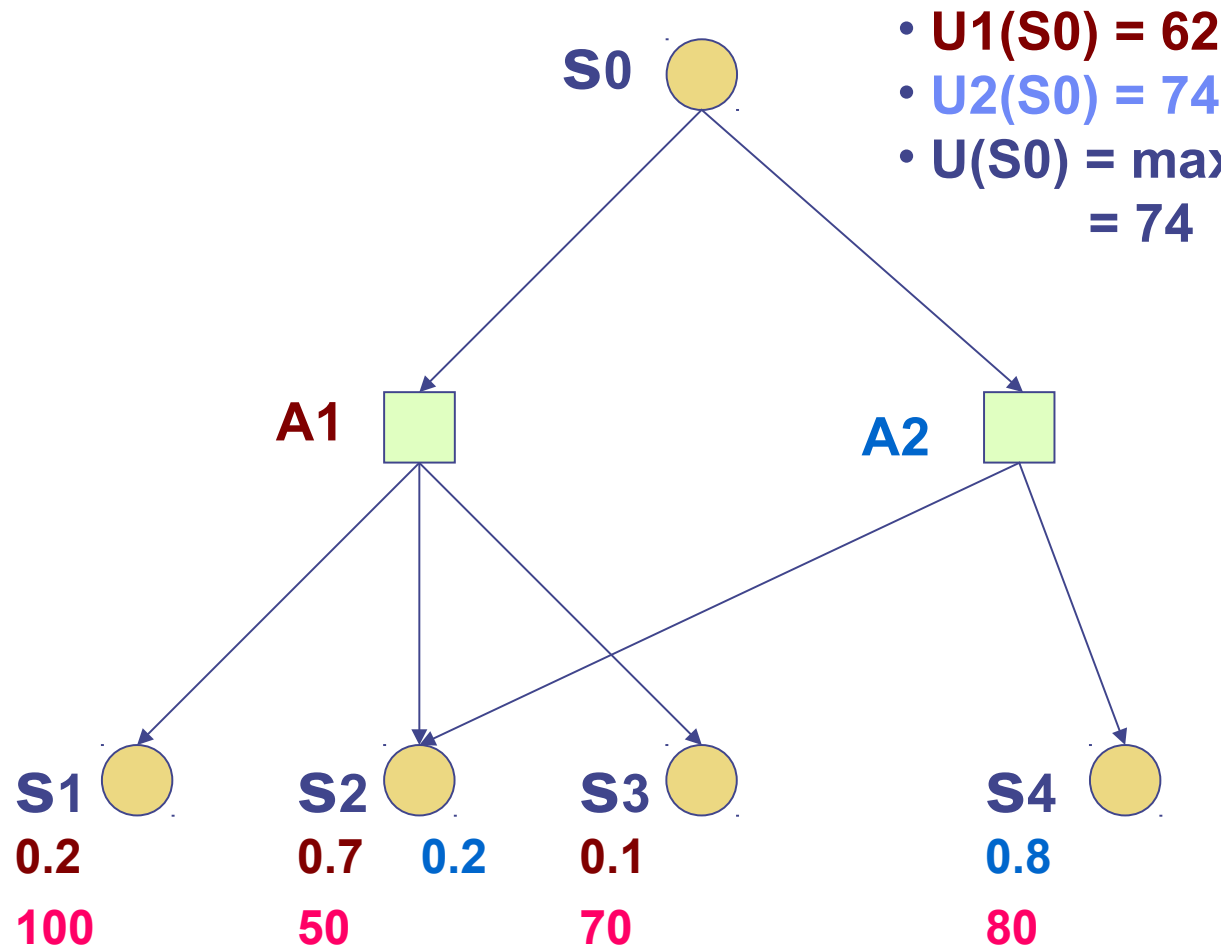 • U1(S0) = 62
• U2(S0) = 74
• U(S0) = max
= 74
S0
A1
A2
S1
S2
S3
S4
0.2
0.7 0.2
0.1
0.8
100
50
70
80